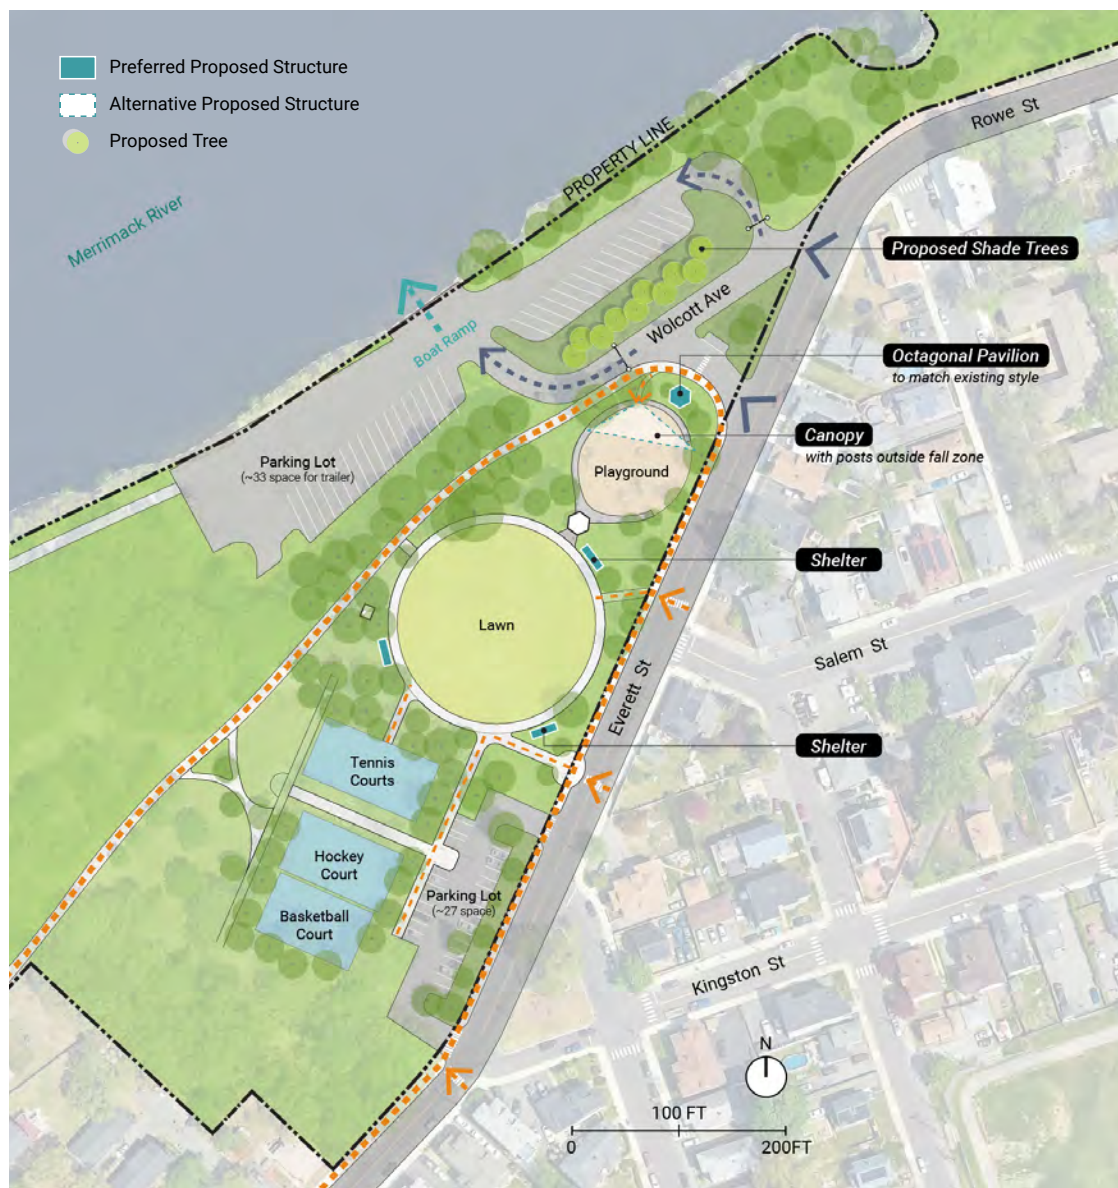 Preferred Proposed Structure
Alternative Proposed Structure
Proposed Tree
Rowe St
PROPERTY LINE
Merrimack River
Proposed Shade Trees
Wolcott Ave
Boat Ramp
Octagonal Pavilion
to match existing style
Canopy
with posts outside fall zone
Parking Lot
(~33 space for trailer)
Playground
Shelter
Lawn
Salem St
Everett St
Shelter
Tennis
Courts
Hockey
Court
Parking Lot
(~27 space)
Basketball
Court
Kingston St
N
100 FT
0
200FT